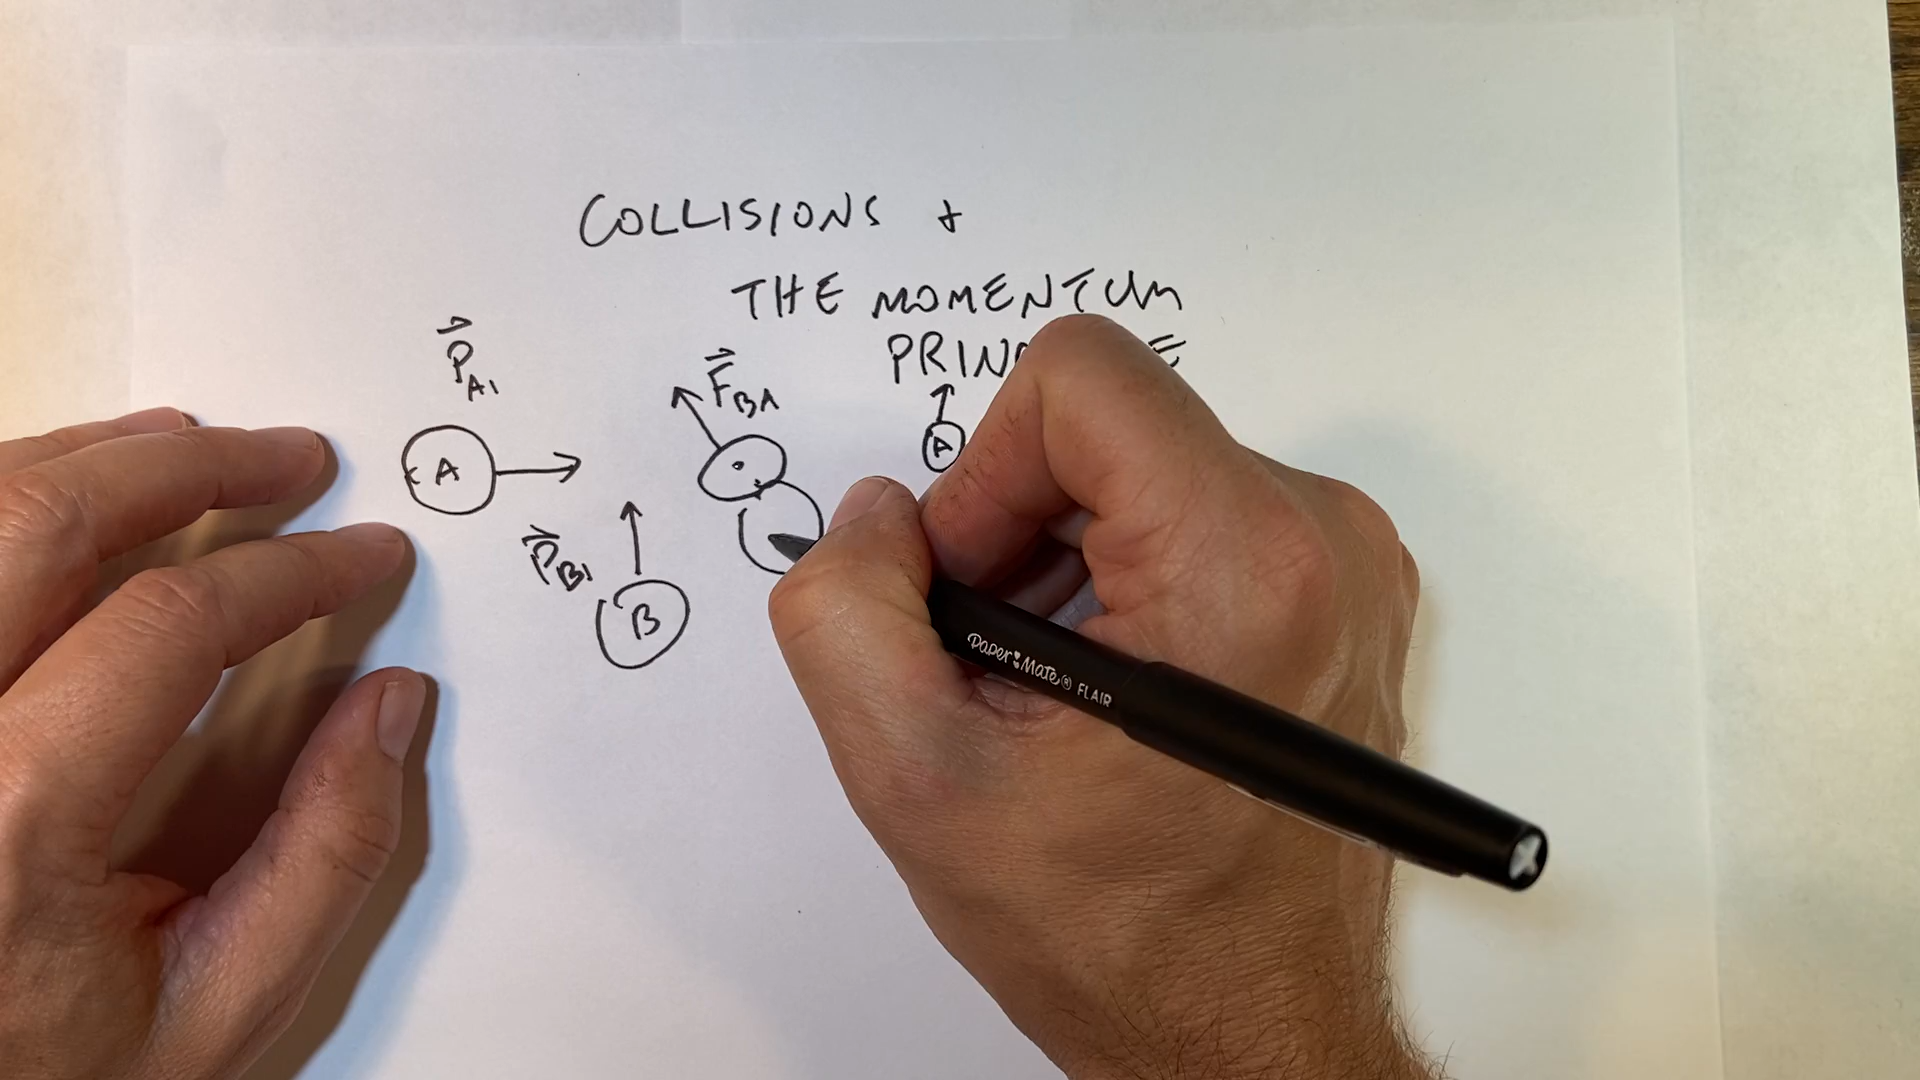 COLLISIONS +
THE MOMENTUM
P A1
F BA
A
A
P B1
B
Paper Mate® FLAIR